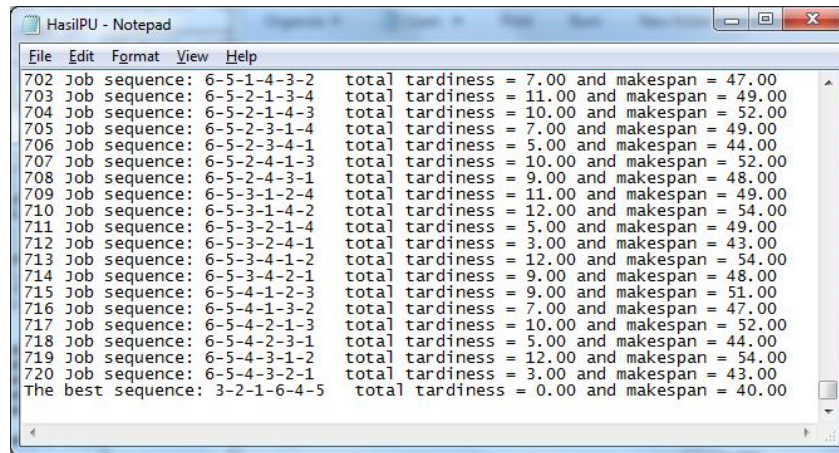 HasilPU - Notepad
File Edit Format View Help
702 Job sequence: 6-5-1-4-3-2 total tardiness = 7.00 and makespan = 47.00
703 Job sequence: 6-5-2-1-3-4 total tardiness = 11.00 and makespan = 49.00
704 Job sequence: 6-5-2-1-4-3 total tardiness = 10.00 and makespan = 52.00
705 Job sequence: 6-5-2-3-1-4 total tardiness = 7.00 and makespan = 49.00
706 Job sequence: 6-5-2-3-4-1 total tardiness = 5.00 and makespan = 44.00
707 Job sequence: 6-5-2-4-1-3 total tardiness = 10.00 and makespan = 52.00
708 Job sequence: 6-5-2-4-3-1 total tardiness = 9.00 and makespan = 48.00
709 Job sequence: 6-5-3-1-2-4 total tardiness = 11.00 and makespan = 49.00
710 Job sequence: 6-5-3-1-4-2 total tardiness = 12.00 and makespan = 54.00
711 Job sequence: 6-5-3-2-1-4 total tardiness = 5.00 and makespan = 49.00
712 Job sequence: 6-5-3-2-4-1 total tardiness = 3.00 and makespan = 43.00
713 Job sequence: 6-5-3-4-1-2 total tardiness = 12.00 and makespan = 54.00
714 Job sequence: 6-5-3-4-2-1 total tardiness = 9.00 and makespan = 48.00
715 Job sequence: 6-5-4-1-2-3 total tardiness = 9.00 and makespan = 51.00
716 Job sequence: 6-5-4-1-3-2 total tardiness = 7.00 and makespan = 47.00
717 Job sequence: 6-5-4-2-1-3 total tardiness = 10.00 and makespan = 52.00
718 Job sequence: 6-5-4-2-3-1 total tardiness = 5.00 and makespan = 44.00
719 Job sequence: 6-5-4-3-1-2 total tardiness = 12.00 and makespan = 54.00
720 Job sequence: 6-5-4-3-2-1 total tardiness = 3.00 and makespan = 43.00
The best sequence: 3-2-1-6-4-5 total tardiness = 0.00 and makespan = 40.00